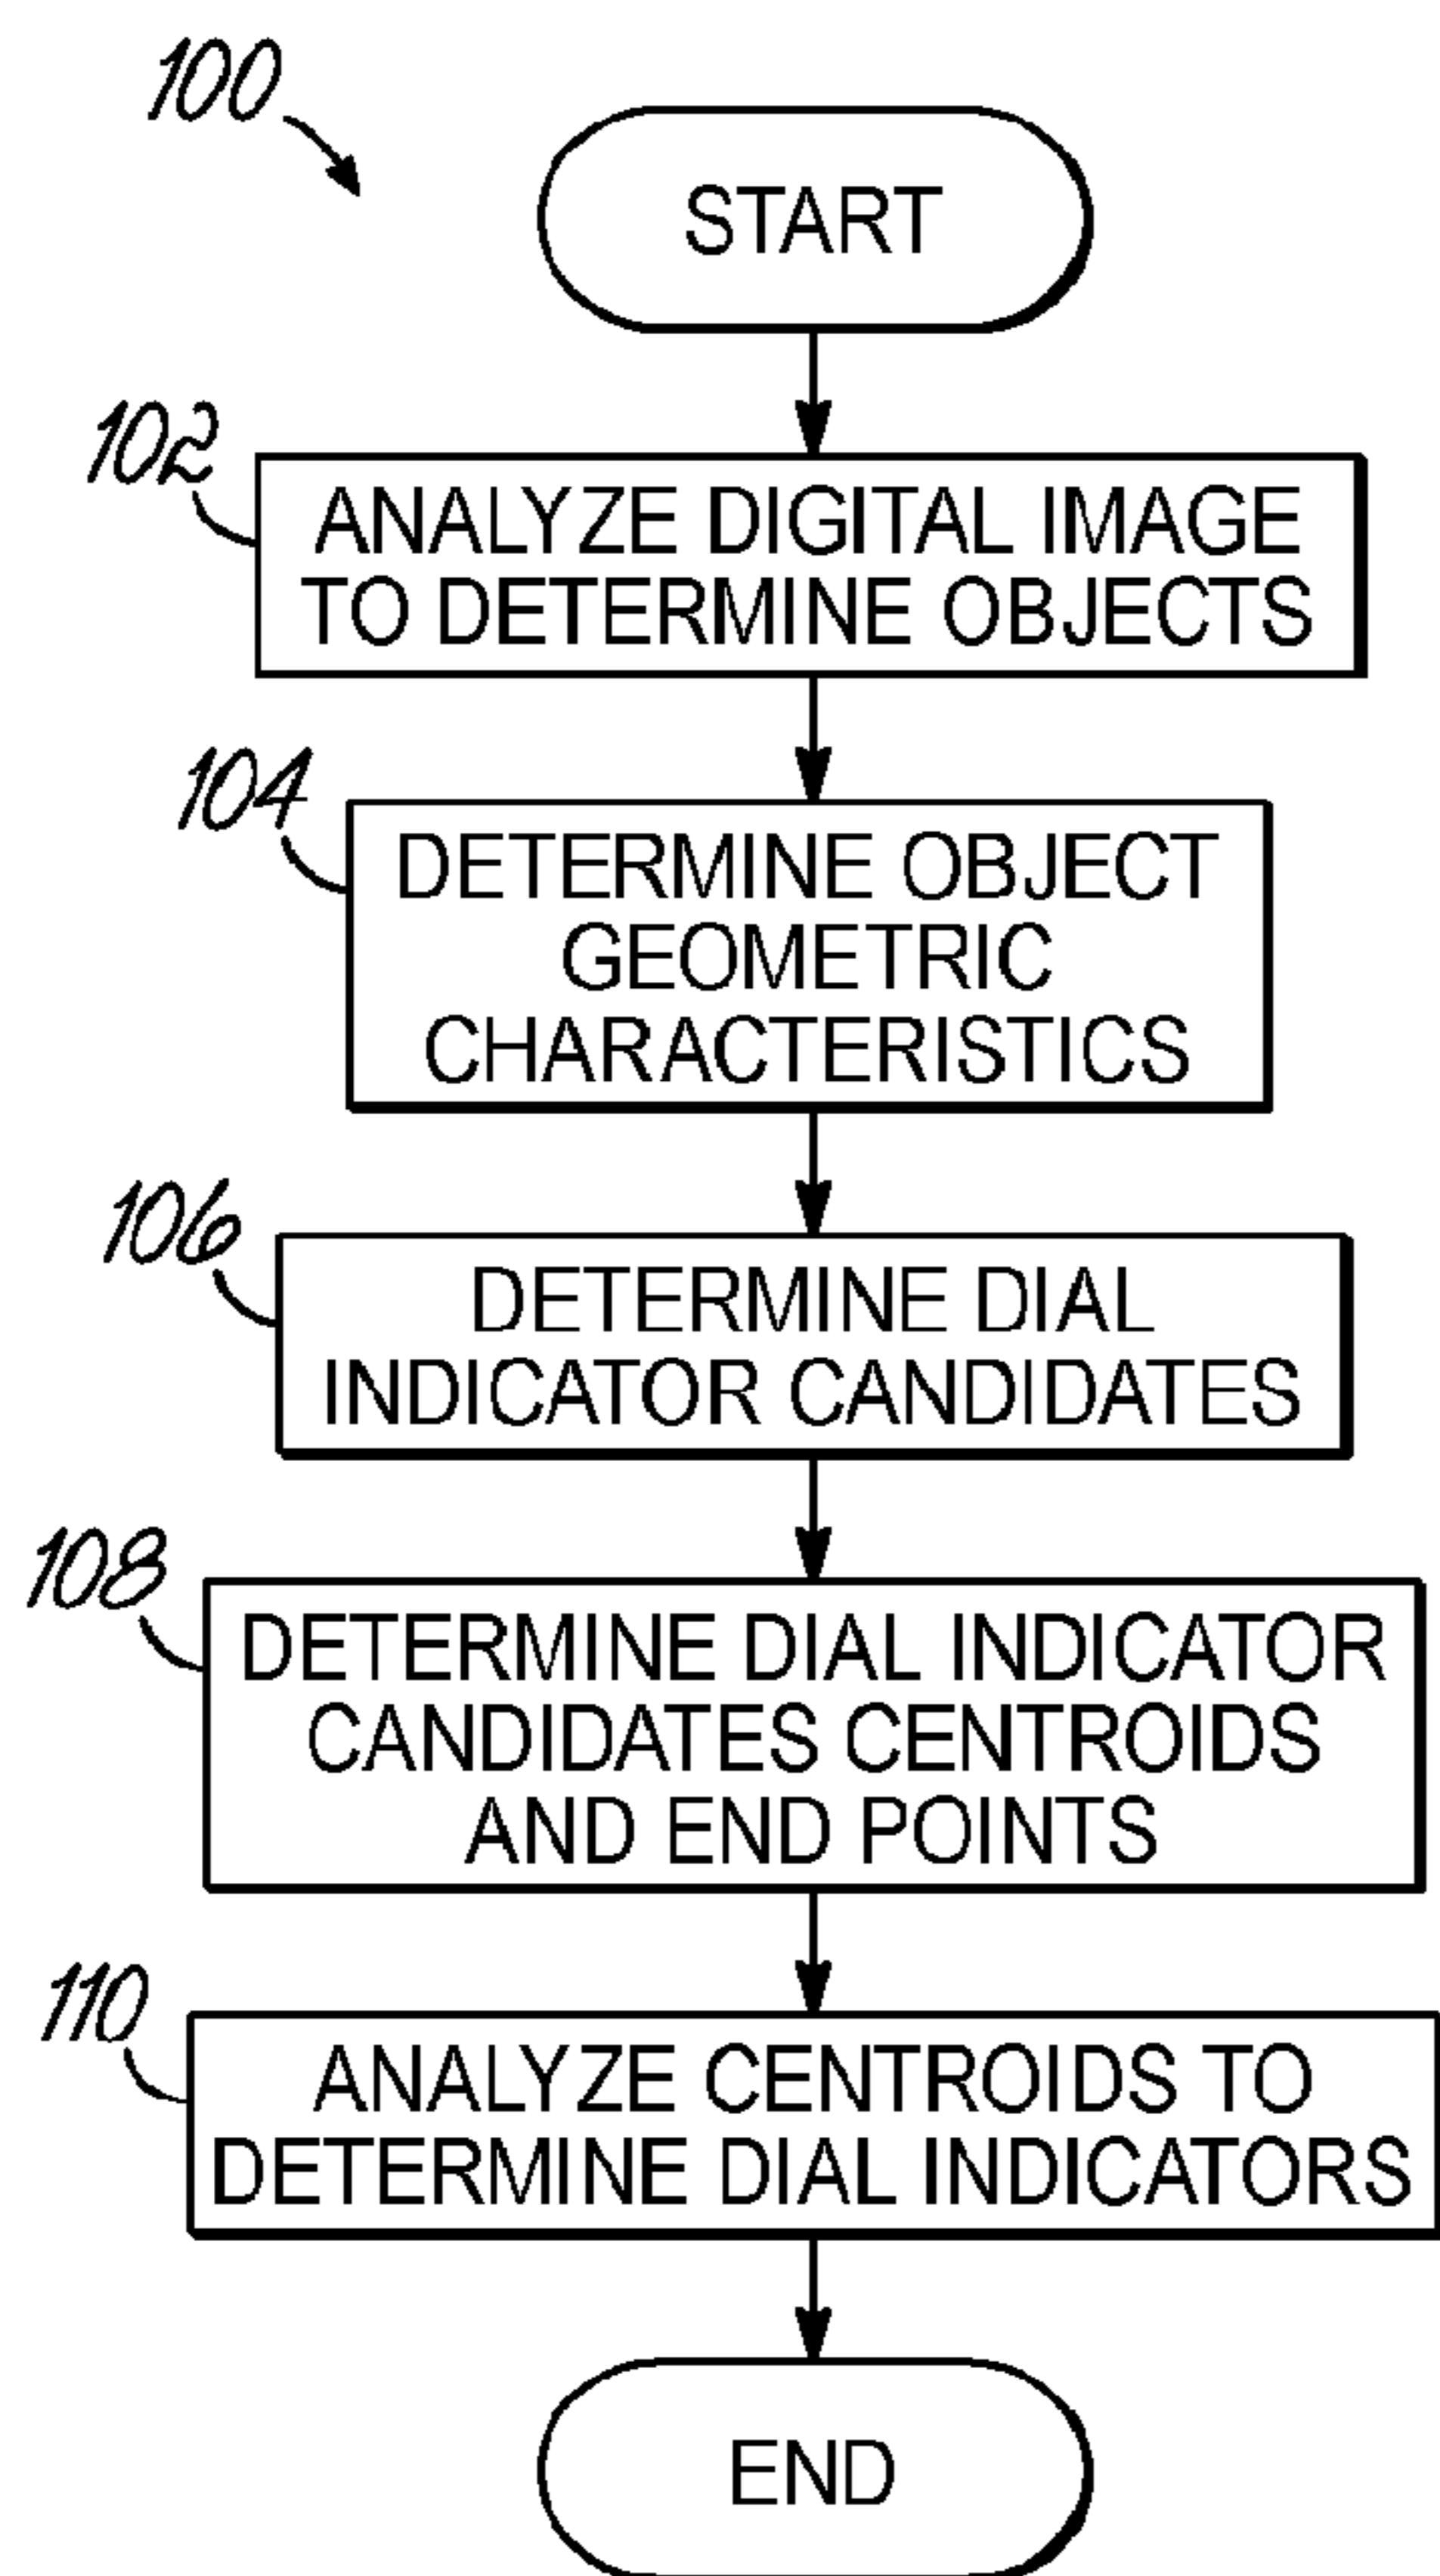 100
START
102
ANALYZE DIGITAL IMAGE
TO DETERMINE OBJECTS
104
DETERMINE OBJECT
GEOMETRIC
CHARACTERISTICS
106
DETERMINE DIAL
INDICATOR CANDIDATES
108
DETERMINE DIAL INDICATOR
CANDIDATES CENTROIDS
AND END POINTS
110
ANALYZE CENTROIDS TO
DETERMINE DIAL INDICATORS
END